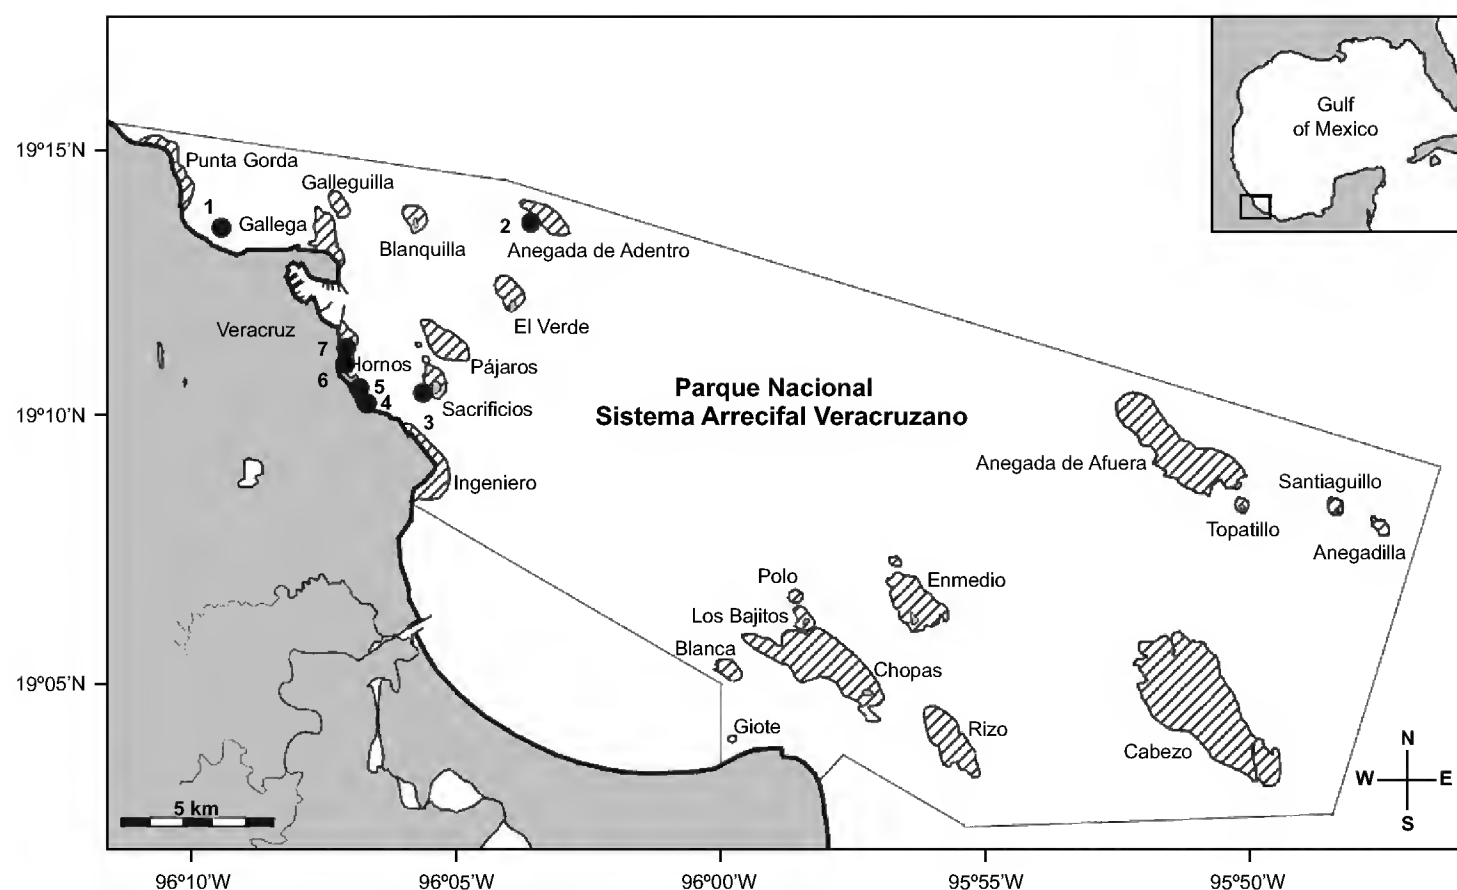 Gulf
of Mexico
19º15'N
Punta Gorda
Galleguilla
1
Gallega
2
Blanquilla
Anegada de Adentro
El Verde
Veracruz
7
Hornos
Pájaros
6
5
Sacrificios
4
3
19º10'N
Parque Nacional
Sistema Arrecifal Veracruzano
Ingeniero
Anegada de Afuera
Santiaguillo
Topatillo
Anegadilla
Polo
Enmedio
Los Bajitos
Blanca
Chopas
19º05'N
Giote
Rizo
Cabezo
N
W
E
S
5 km
96º10'W
96º05'W
96º00'W
95º55'W
95º50'W